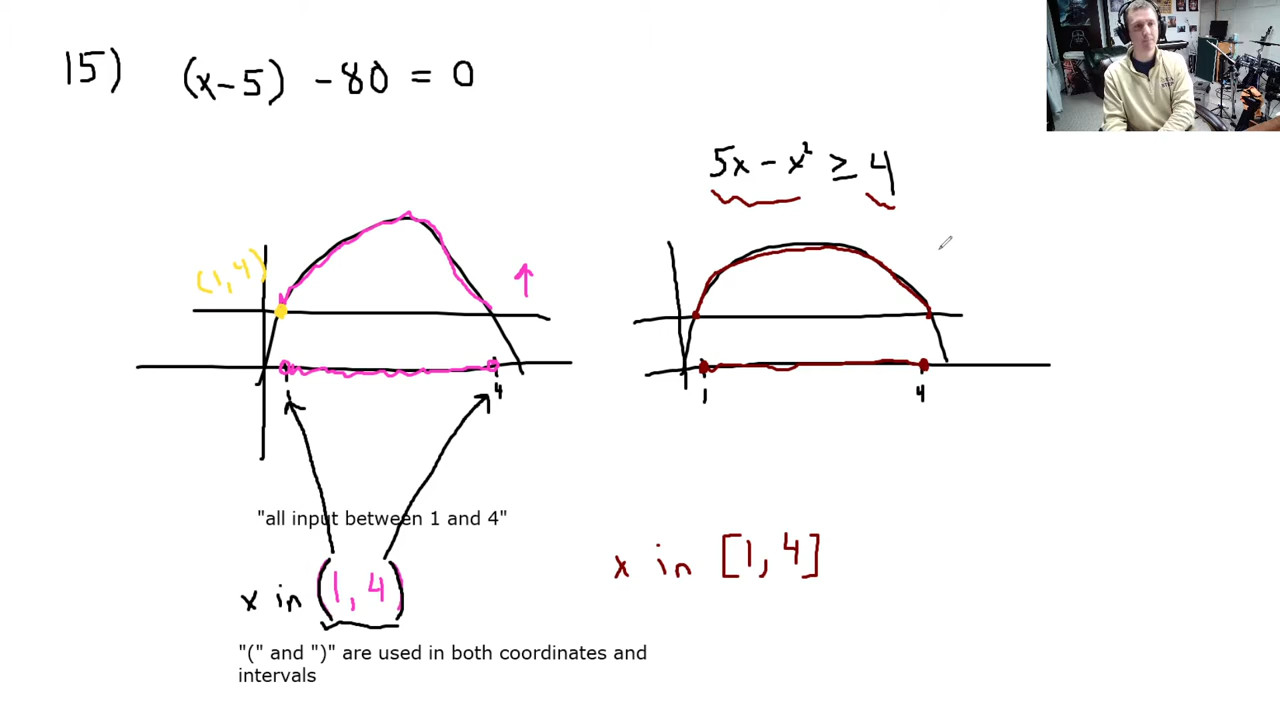 15) (x-5) -80 = 0
5x - x² ≥ 4
(1,4)
1
4
1
4
"all input between 1 and 4"
x in (1, 4)
x in [1, 4]
"(" and ")" are used in both coordinates and
intervals